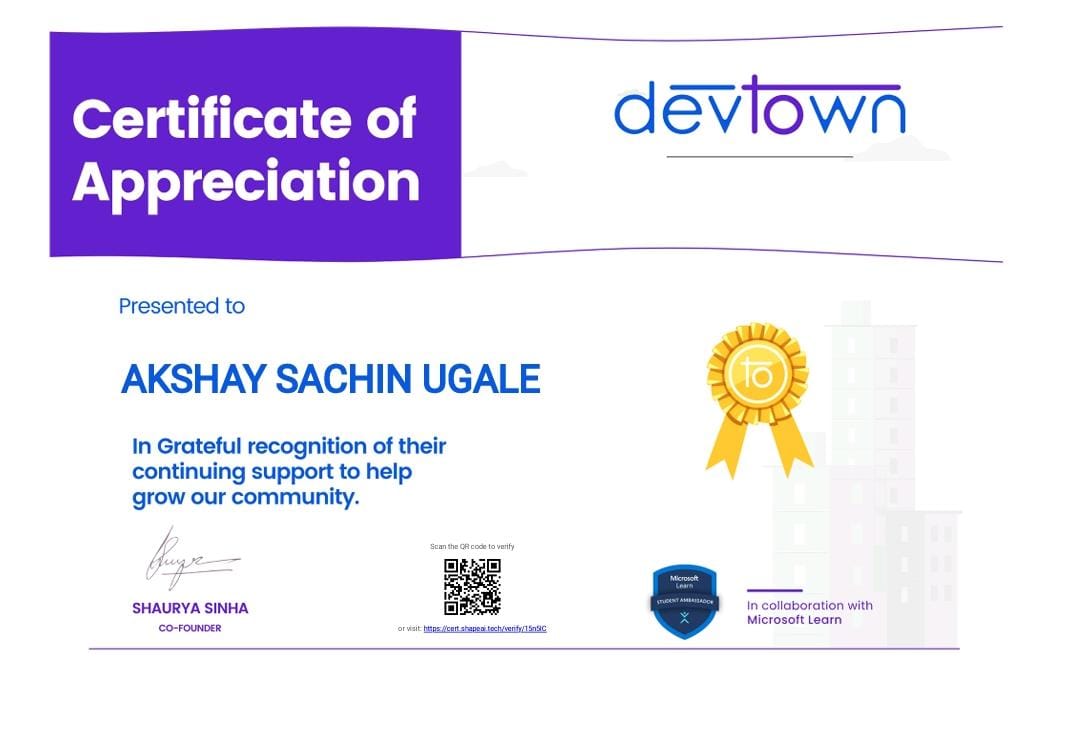 Certificate of
Appreciation
devtown
Presented to
AKSHAY SACHIN UGALE
to
In Grateful recognition of their
continuing support to help
grow our community.
Scan the QR code to verify
SHAURYA SINHA
CO-FOUNDER
or visit: https://cert.shapeai.tech/verify/15n5IC
Microsoft
Learn
STUDENT AMBASSADOR
In collaboration with
Microsoft Learn